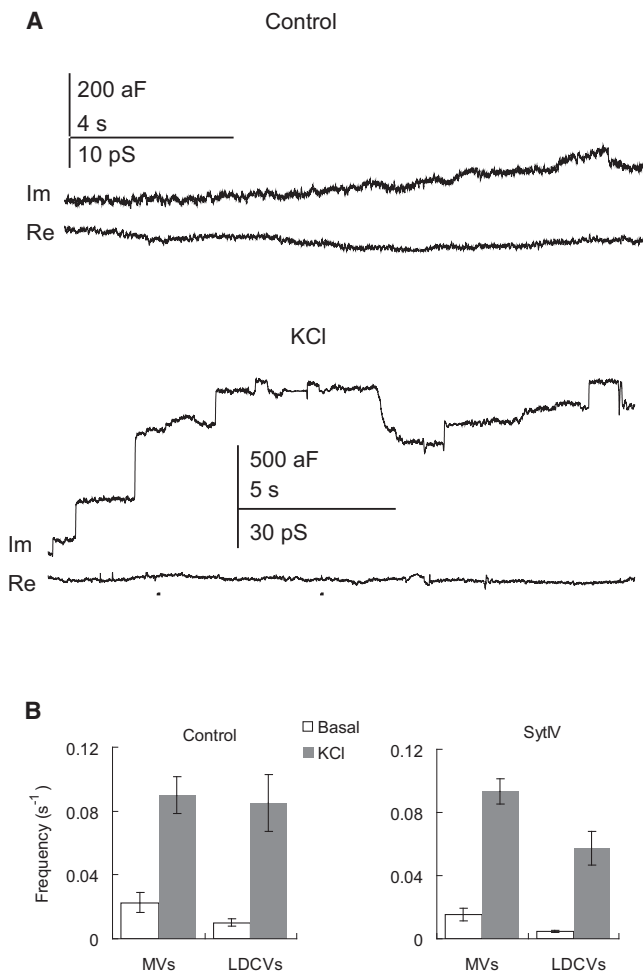 A
Control
200 aF
4 s
10 pS
Im
Re
KCl
500 aF
5 s
30 pS
Im
Re
B
Control
Basal
KCl
SytIV
Frequency (s⁻¹)
0.12
0.08
0.04
0
MVs LDCVs
0.12
0.08
0.04
0
MVs LDCVs